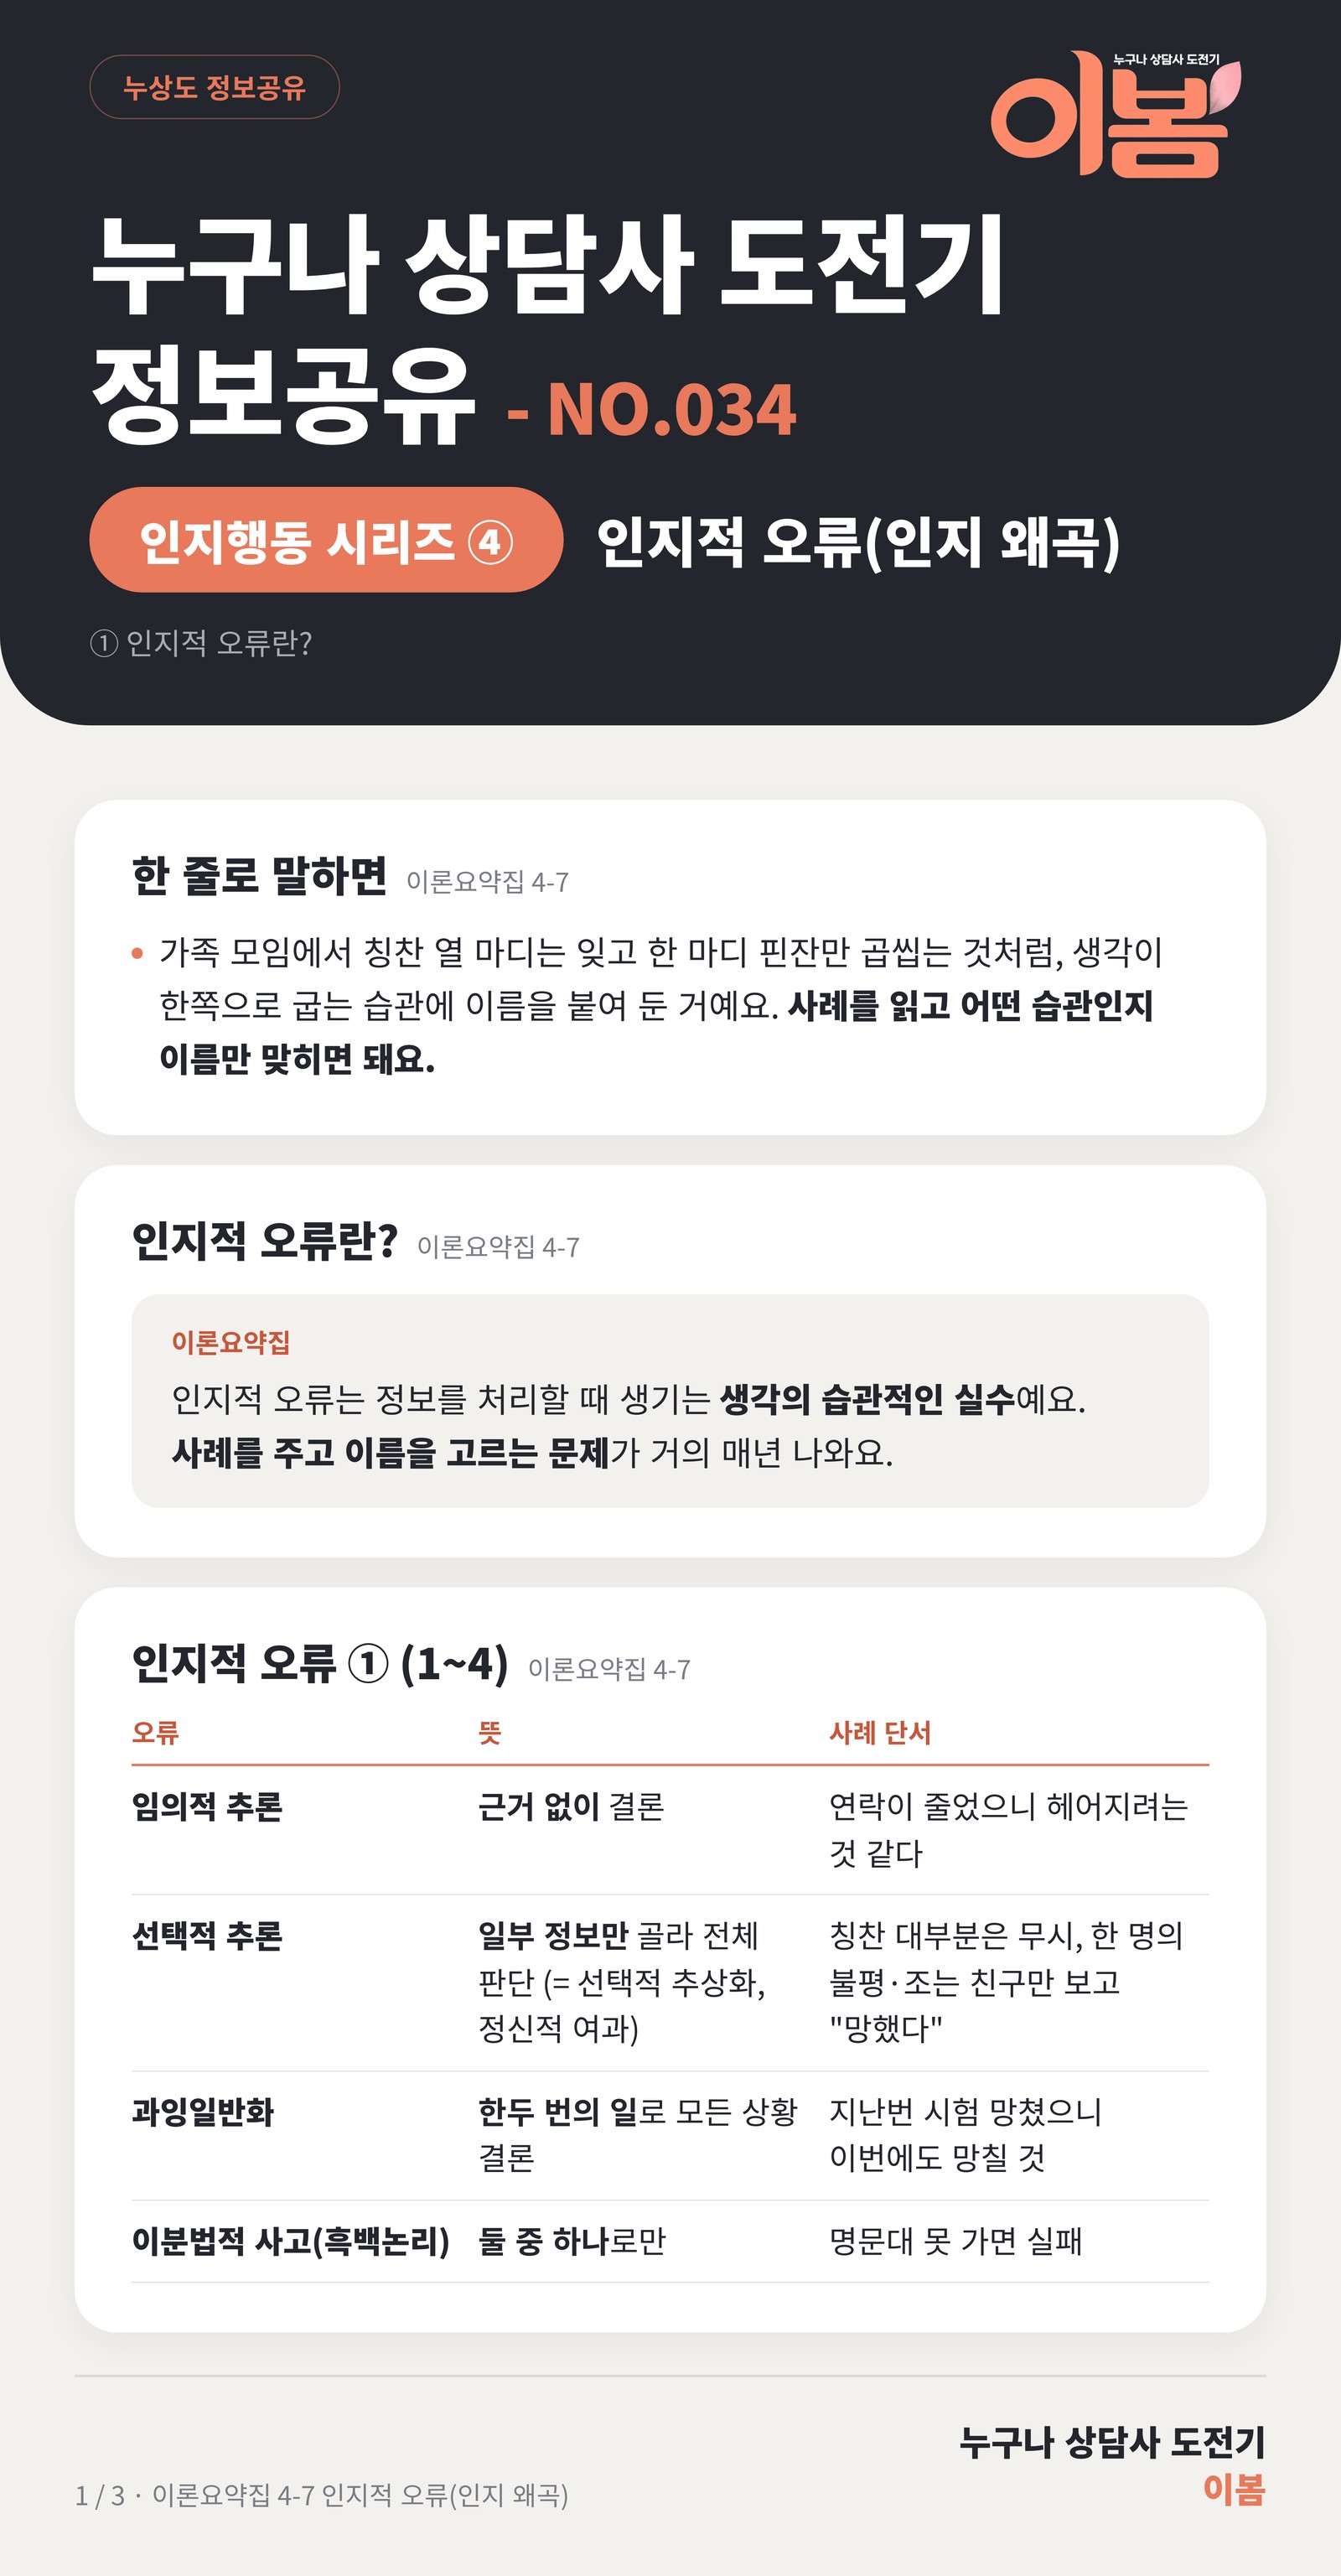 누상도 정보공유
누구나 상담사 도전기
이봄
누구나 상담사 도전기
정보공유 - NO.034
인지행동 시리즈 ④ 인지적 오류(인지 왜곡)
① 인지적 오류란?
한 줄로 말하면 이론요약집 4-7
• 가족 모임에서 칭찬 열 마디는 잊고 한 마디 핀잔만 곱씹는 것처럼, 생각이
한쪽으로 굽는 습관에 이름을 붙여 둔 거예요. 사례를 읽고 어떤 습관인지
이름만 맞히면 돼요.
인지적 오류란? 이론요약집 4-7
이론요약집
인지적 오류는 정보를 처리할 때 생기는 생각의 습관적인 실수예요.
사례를 주고 이름을 고르는 문제가 거의 매년 나와요.
인지적 오류 ① (1~4) 이론요약집 4-7
오류 뜻 사례 단서
임의적 추론 근거 없이 결론 연락이 줄었으니 헤어지려는
것 같다
선택적 추론 일부 정보만 골라 전체 칭찬 대부분은 무시, 한 명의
판단 (= 선택적 추상화, 불평·조는 친구만 보고
정신적 여과) "망했다"
과잉일반화 한두 번의 일로 모든 상황 지난번 시험 망쳤으니
결론 이번에도 망칠 것
이분법적 사고(흑백논리) 둘 중 하나로만 명문대 못 가면 실패
누구나 상담사 도전기
1 / 3 · 이론요약집 4-7 인지적 오류(인지 왜곡) 이봄